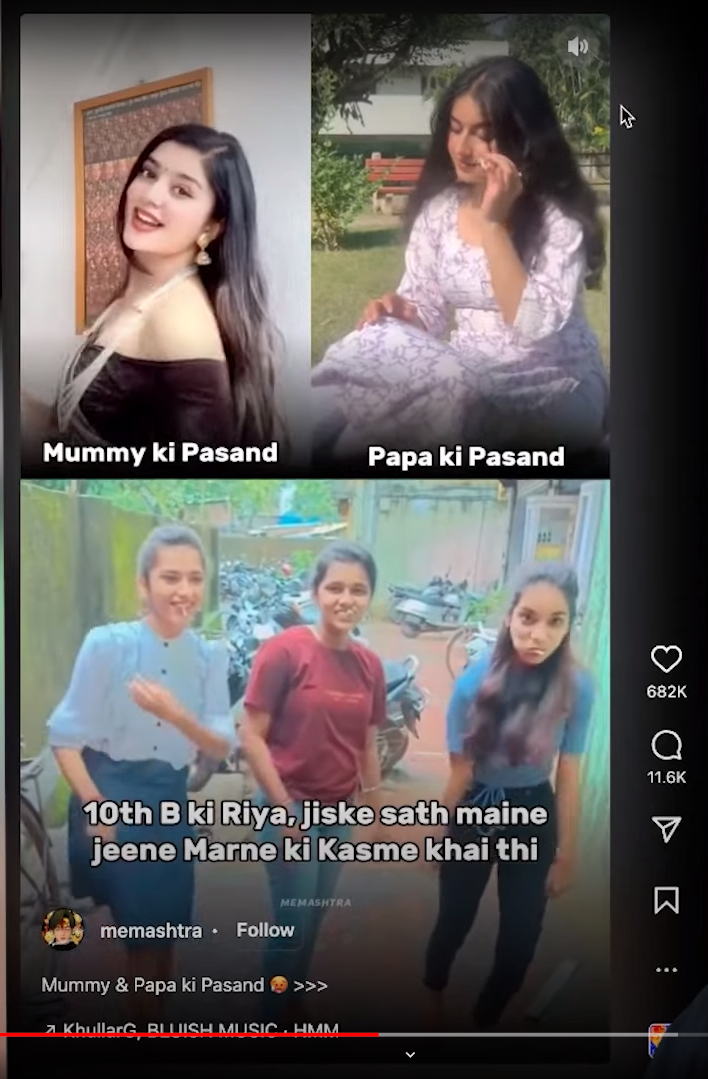 Mummy ki Pasand
Papa ki Pasand
10th B ki Riya, jiske sath maine
jeene Marne ki Kasme khai thi
MEMASHTRA
memashtra • Follow
Mummy & Papa ki Pasand 🥵 >>>
KhullarG, BLUISH MUSIC · HMM
682K
11.6K